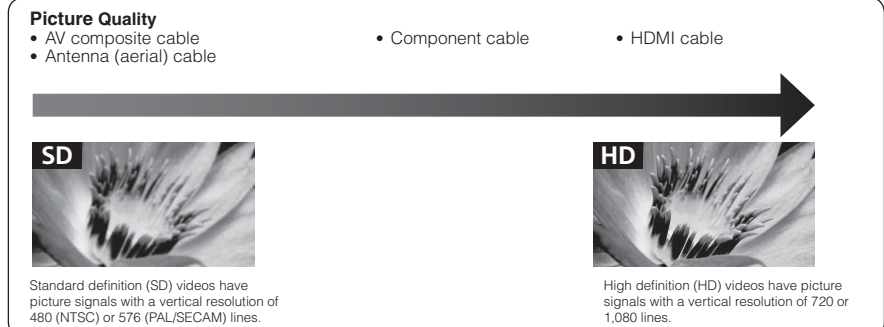 Picture Quality
• AV composite cable
• Antenna (aerial) cable
• Component cable
• HDMI cable
SD
HD
Standard definition (SD) videos have
picture signals with a vertical resolution of
480 (NTSC) or 576 (PAL/SECAM) lines.
High definition (HD) videos have picture
signals with a vertical resolution of 720 or
1,080 lines.